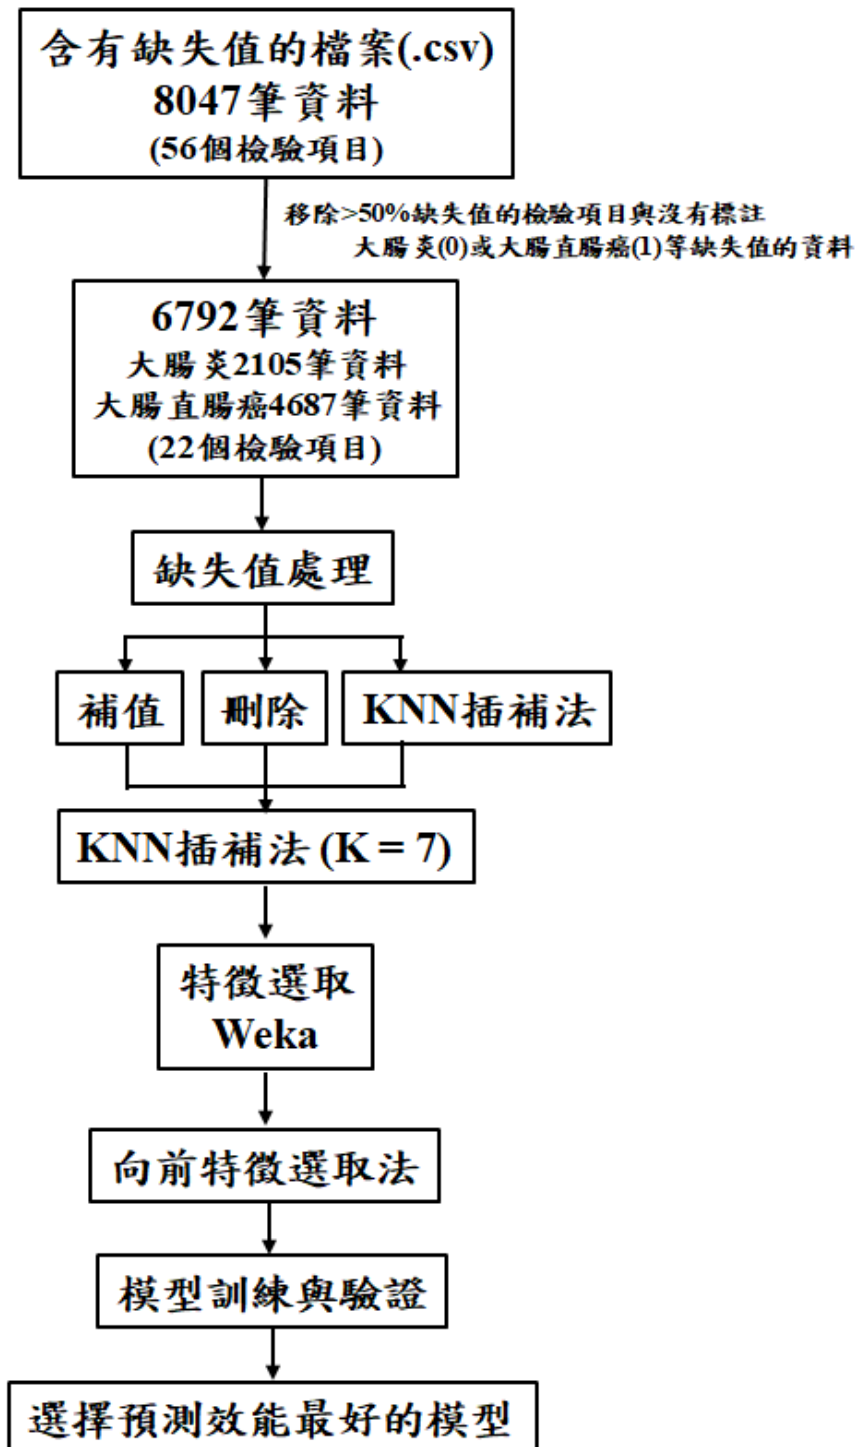 含有缺失值的檔案(.csv)
8047筆資料
(56個檢驗項目)
移除>50%缺失值的檢驗項目與沒有標註
大腸炎(0)或大腸直腸癌(1)等缺失值的資料
6792筆資料
大腸炎2105筆資料
大腸直腸癌4687筆資料
(22個檢驗項目)
缺失值處理
補值
刪除
KNN插補法
KNN插補法 (K = 7)
特徵選取
Weka
向前特徵選取法
模型訓練與驗證
選擇預測效能最好的模型